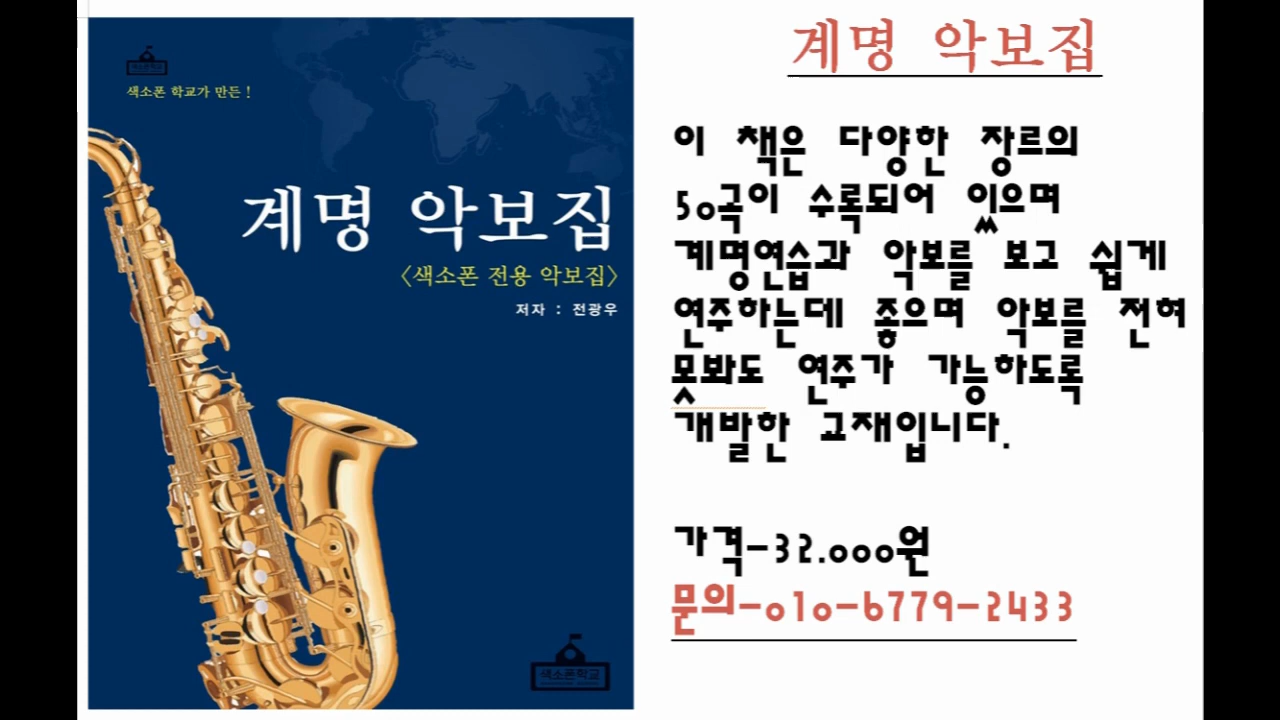 색소폰학교
색소폰 학교가 만든 !
계명 악보집
<색소폰 전용 악보집>
저자 : 전광우
색소폰학교
계명 악보집
이 책은 다양한 장르의
50곡이 수록되어 있으며
계명연습과 악보를 보고 쉽게
연주하는데 좋으며 악보를 전혀
못봐도 연주가 가능하도록
개발한 교재입니다.
가격-32.000원
문의-010-6779-2433